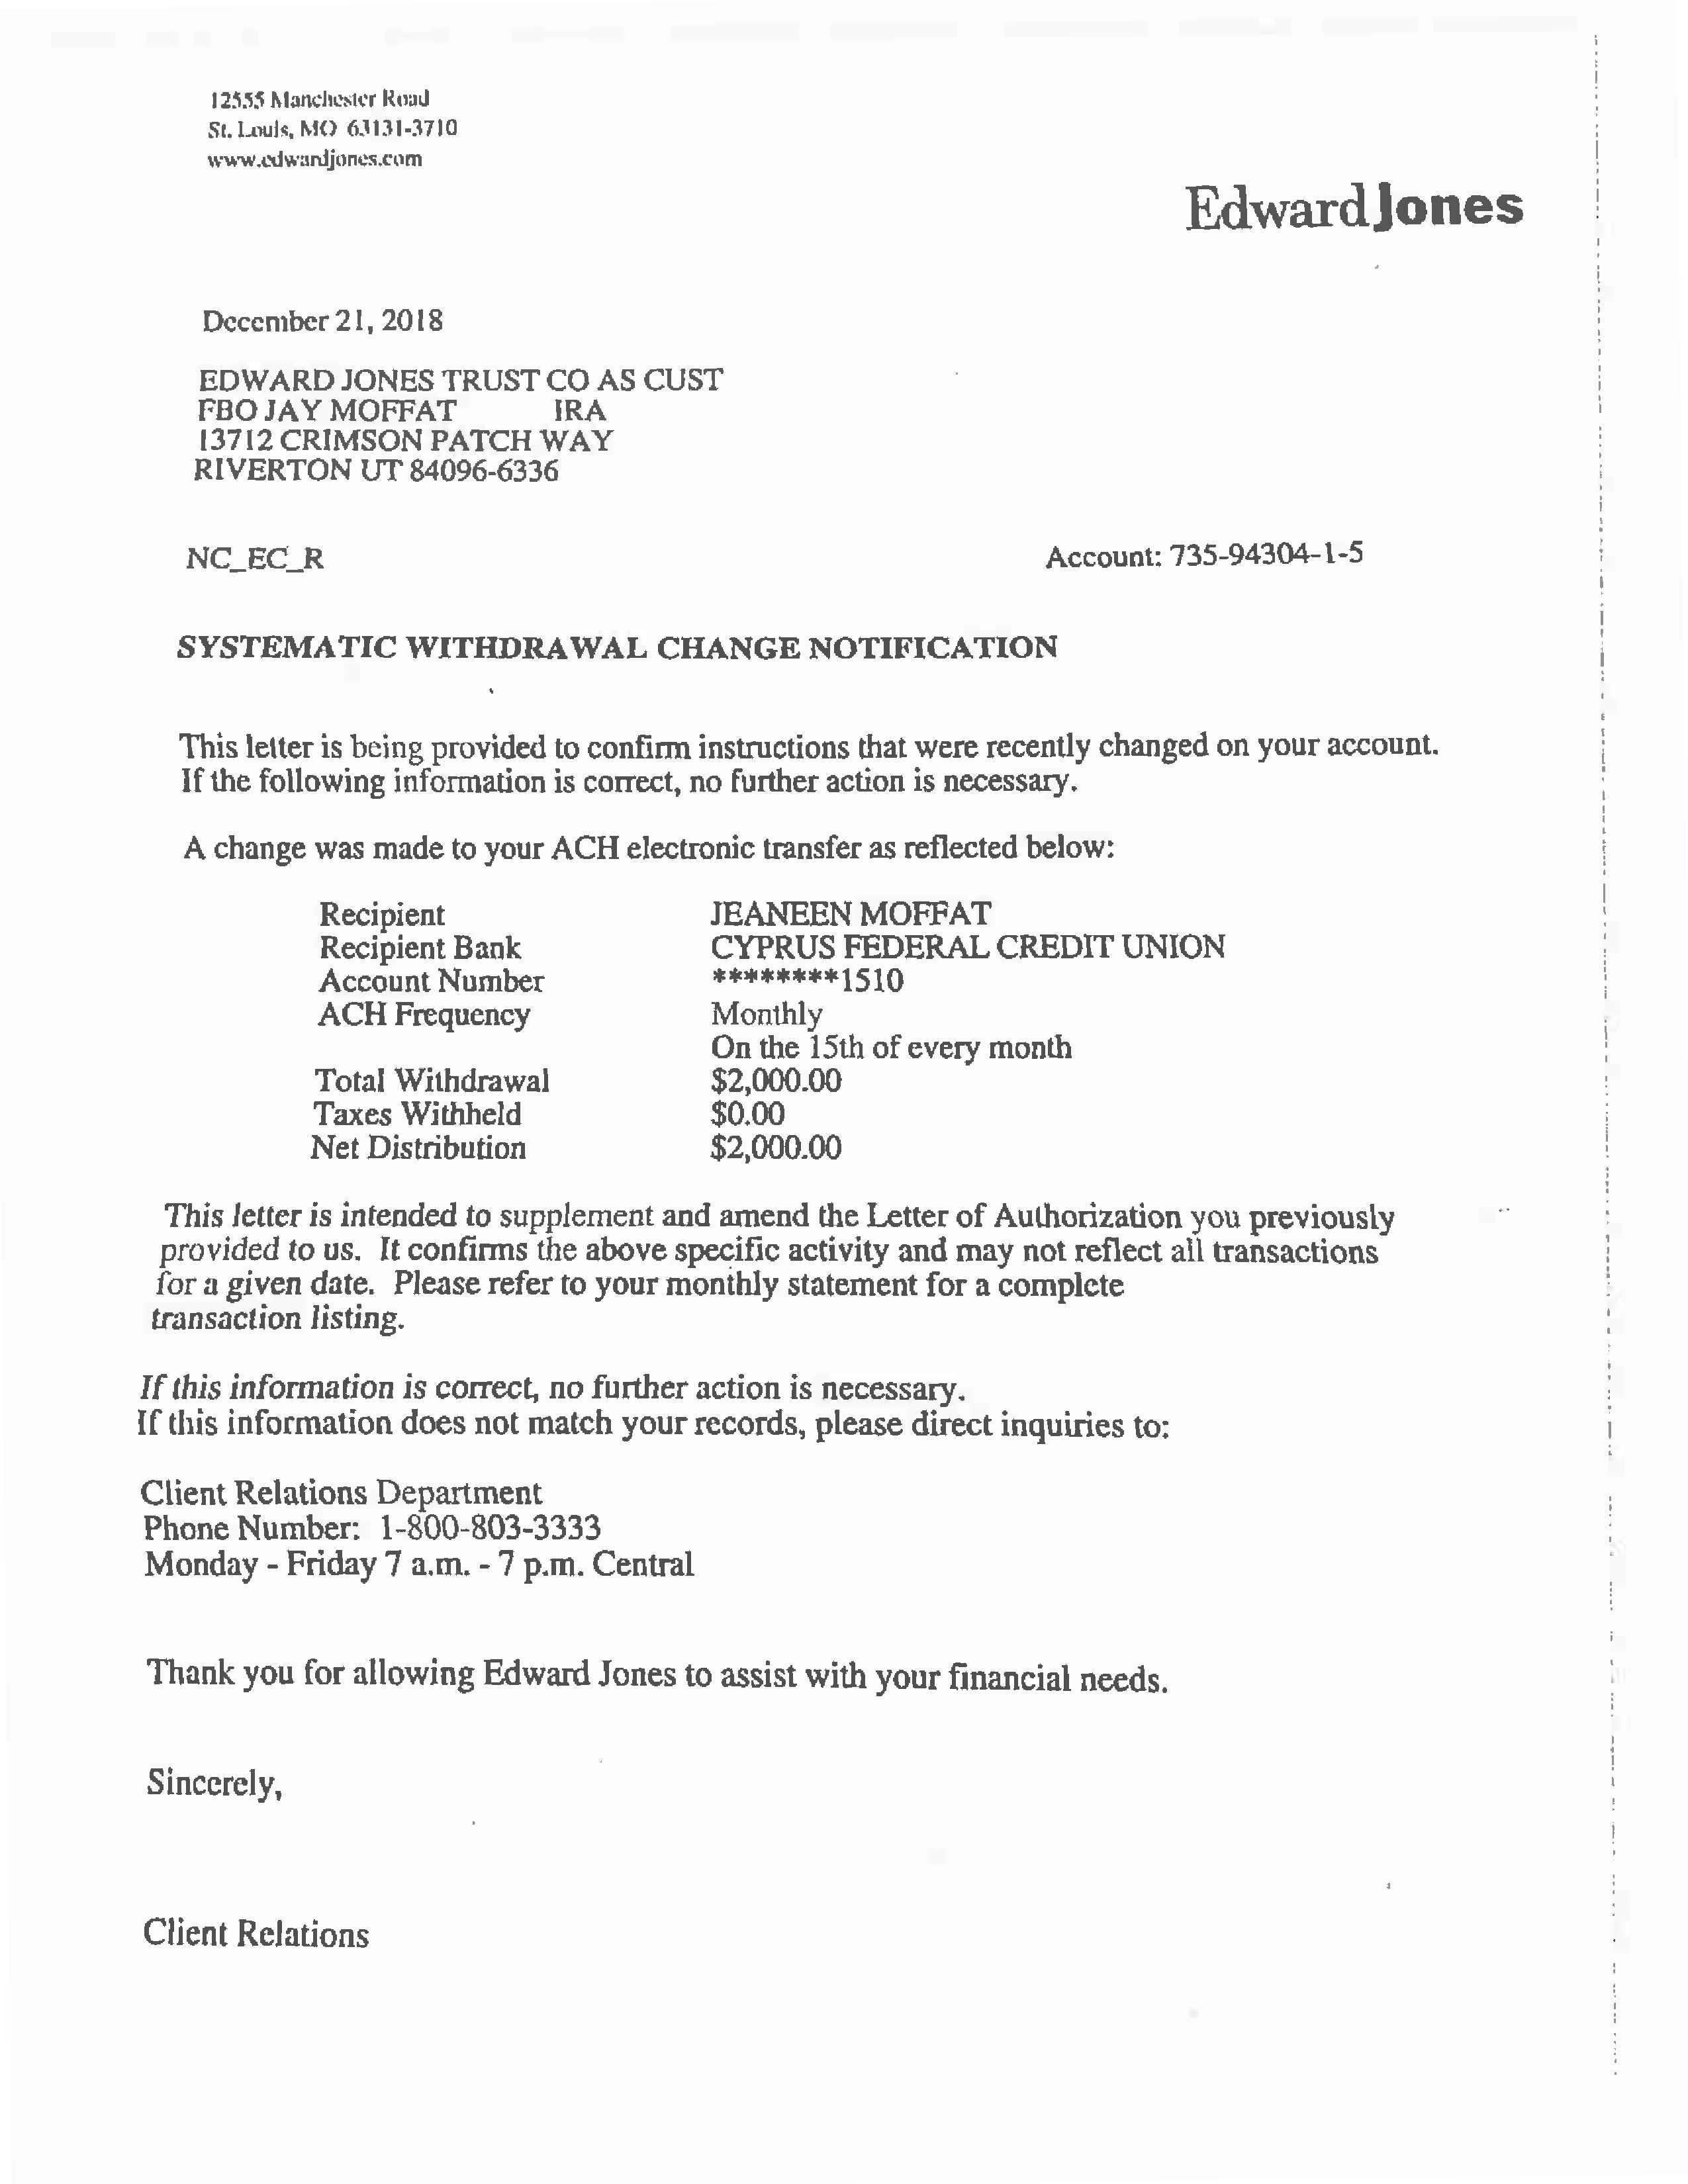 12555 Manchester Road
St. Louis, MO 63131-3710
www.edwardjones.com
Edward Jones
December 21, 2018
EDWARD JONES TRUST CO AS CUST
FBO JAY MOFFAT IRA
13712 CRIMSON PATCH WAY
RIVERTON UT 84096-6336
NC_EC_R Account: 735-94304-1-5
SYSTEMATIC WITHDRAWAL CHANGE NOTIFICATION
This letter is being provided to confirm instructions that were recently changed on your account.
If the following information is correct, no further action is necessary.
A change was made to your ACH electronic transfer as reflected below:
Recipient JEANEEN MOFFAT
Recipient Bank CYPRUS FEDERAL CREDIT UNION
Account Number ********1510
ACH Frequency Monthly
On the 15th of every month
Total Withdrawal $2,000.00
Taxes Withheld $0.00
Net Distribution $2,000.00
This letter is intended to supplement and amend the Letter of Authorization you previously
provided to us. It confirms the above specific activity and may not reflect all transactions
for a given date. Please refer to your monthly statement for a complete
transaction listing.
If this information is correct, no further action is necessary.
If this information does not match your records, please direct inquiries to:
Client Relations Department
Phone Number: 1-800-803-3333
Monday - Friday 7 a.m. - 7 p.m. Central
Thank you for allowing Edward Jones to assist with your financial needs.
Sincerely,
Client Relations